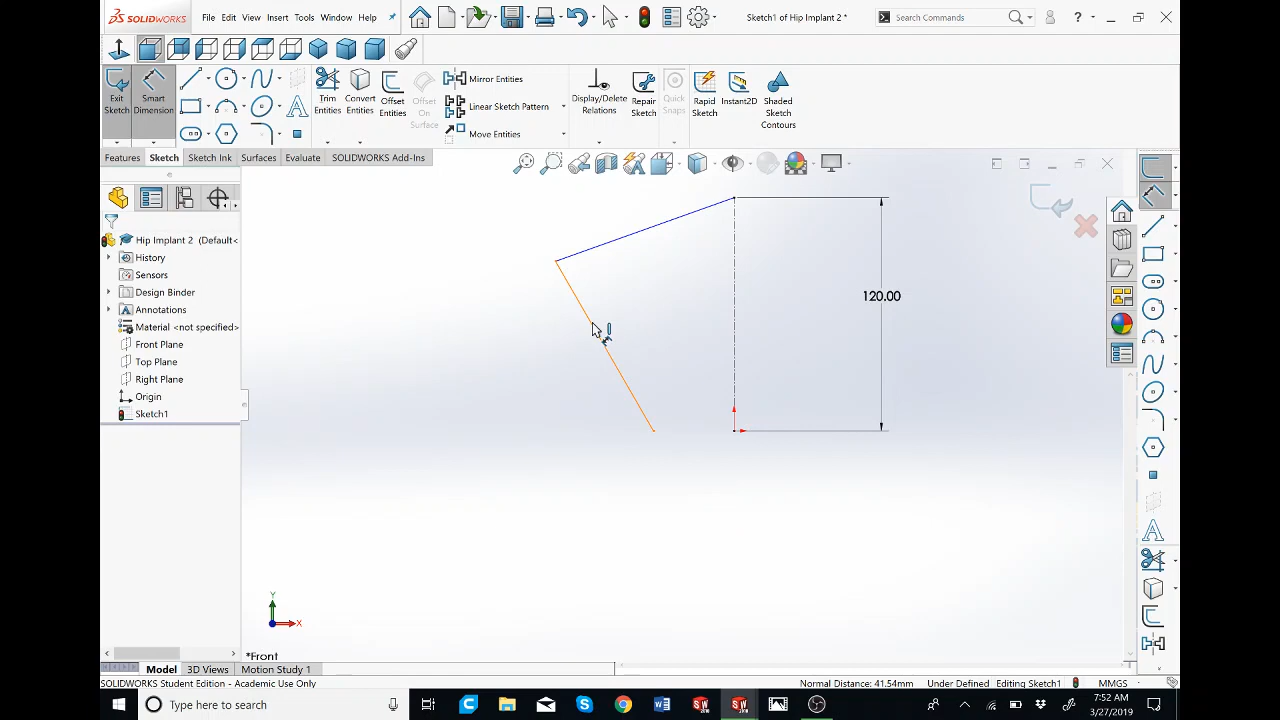 SOLIDWORKS
File Edit View Insert Tools Window Help
Sketch1 of Hip Implant 2 *
Search Commands
?
Exit Sketch
Smart Dimension
Trim Entities
Convert Entities
Offset Entities
Offset On Surface
Mirror Entities
Linear Sketch Pattern
Move Entities
Display/Delete Relations
Repair Sketch
Quick Snaps
Rapid Sketch
Instant2D
Shaded Sketch Contours
Features Sketch Sketch Ink Surfaces Evaluate SOLIDWORKS Add-Ins
Hip Implant 2 (Default<
History
Sensors
Design Binder
Annotations
Material <not specified>
Front Plane
Top Plane
Right Plane
Origin
Sketch1
120.00
Y
X
*Front
Model 3D Views Motion Study 1
SOLIDWORKS Student Edition - Academic Use Only
Normal Distance: 41.54mm Under Defined Editing Sketch1 MMGS
Type here to search
7:52 AM
3/27/2019